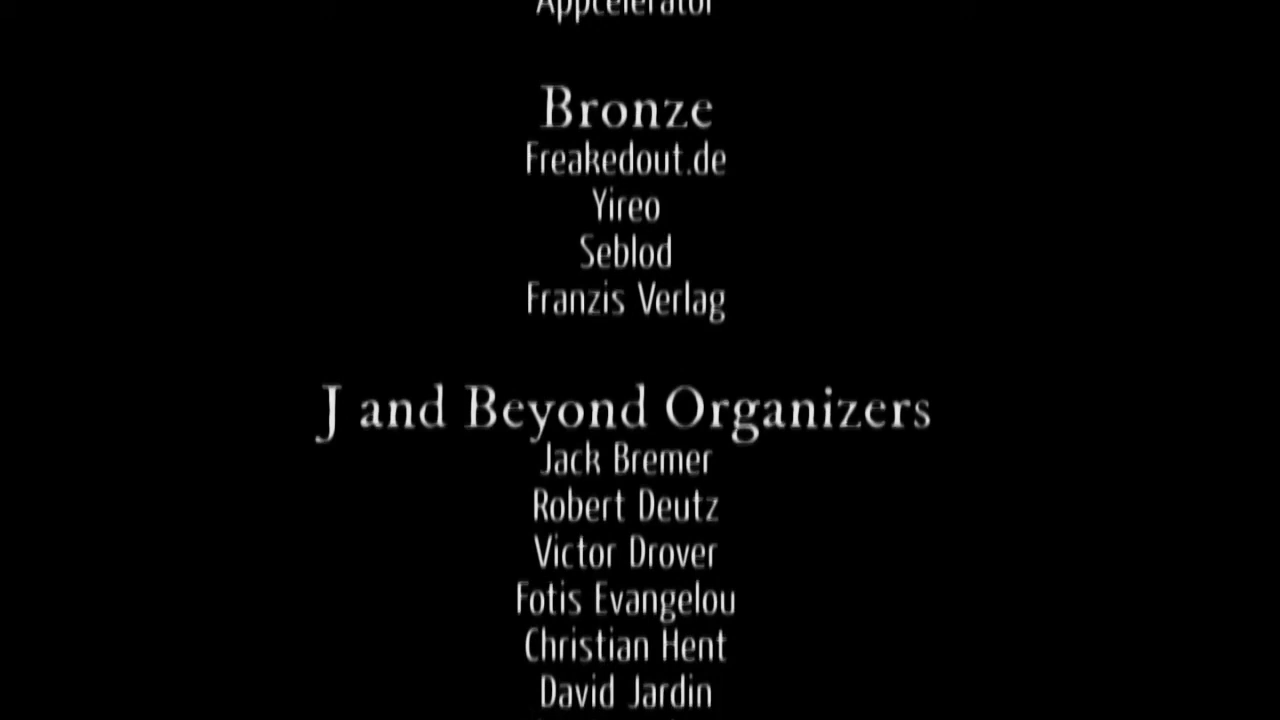 Appcelerator
Bronze
Freakedout.de
Yireo
Seblod
Franzis Verlag
J and Beyond Organizers
Jack Bremer
Robert Deutz
Victor Drover
Fotis Evangelou
Christian Hent
David Jardin